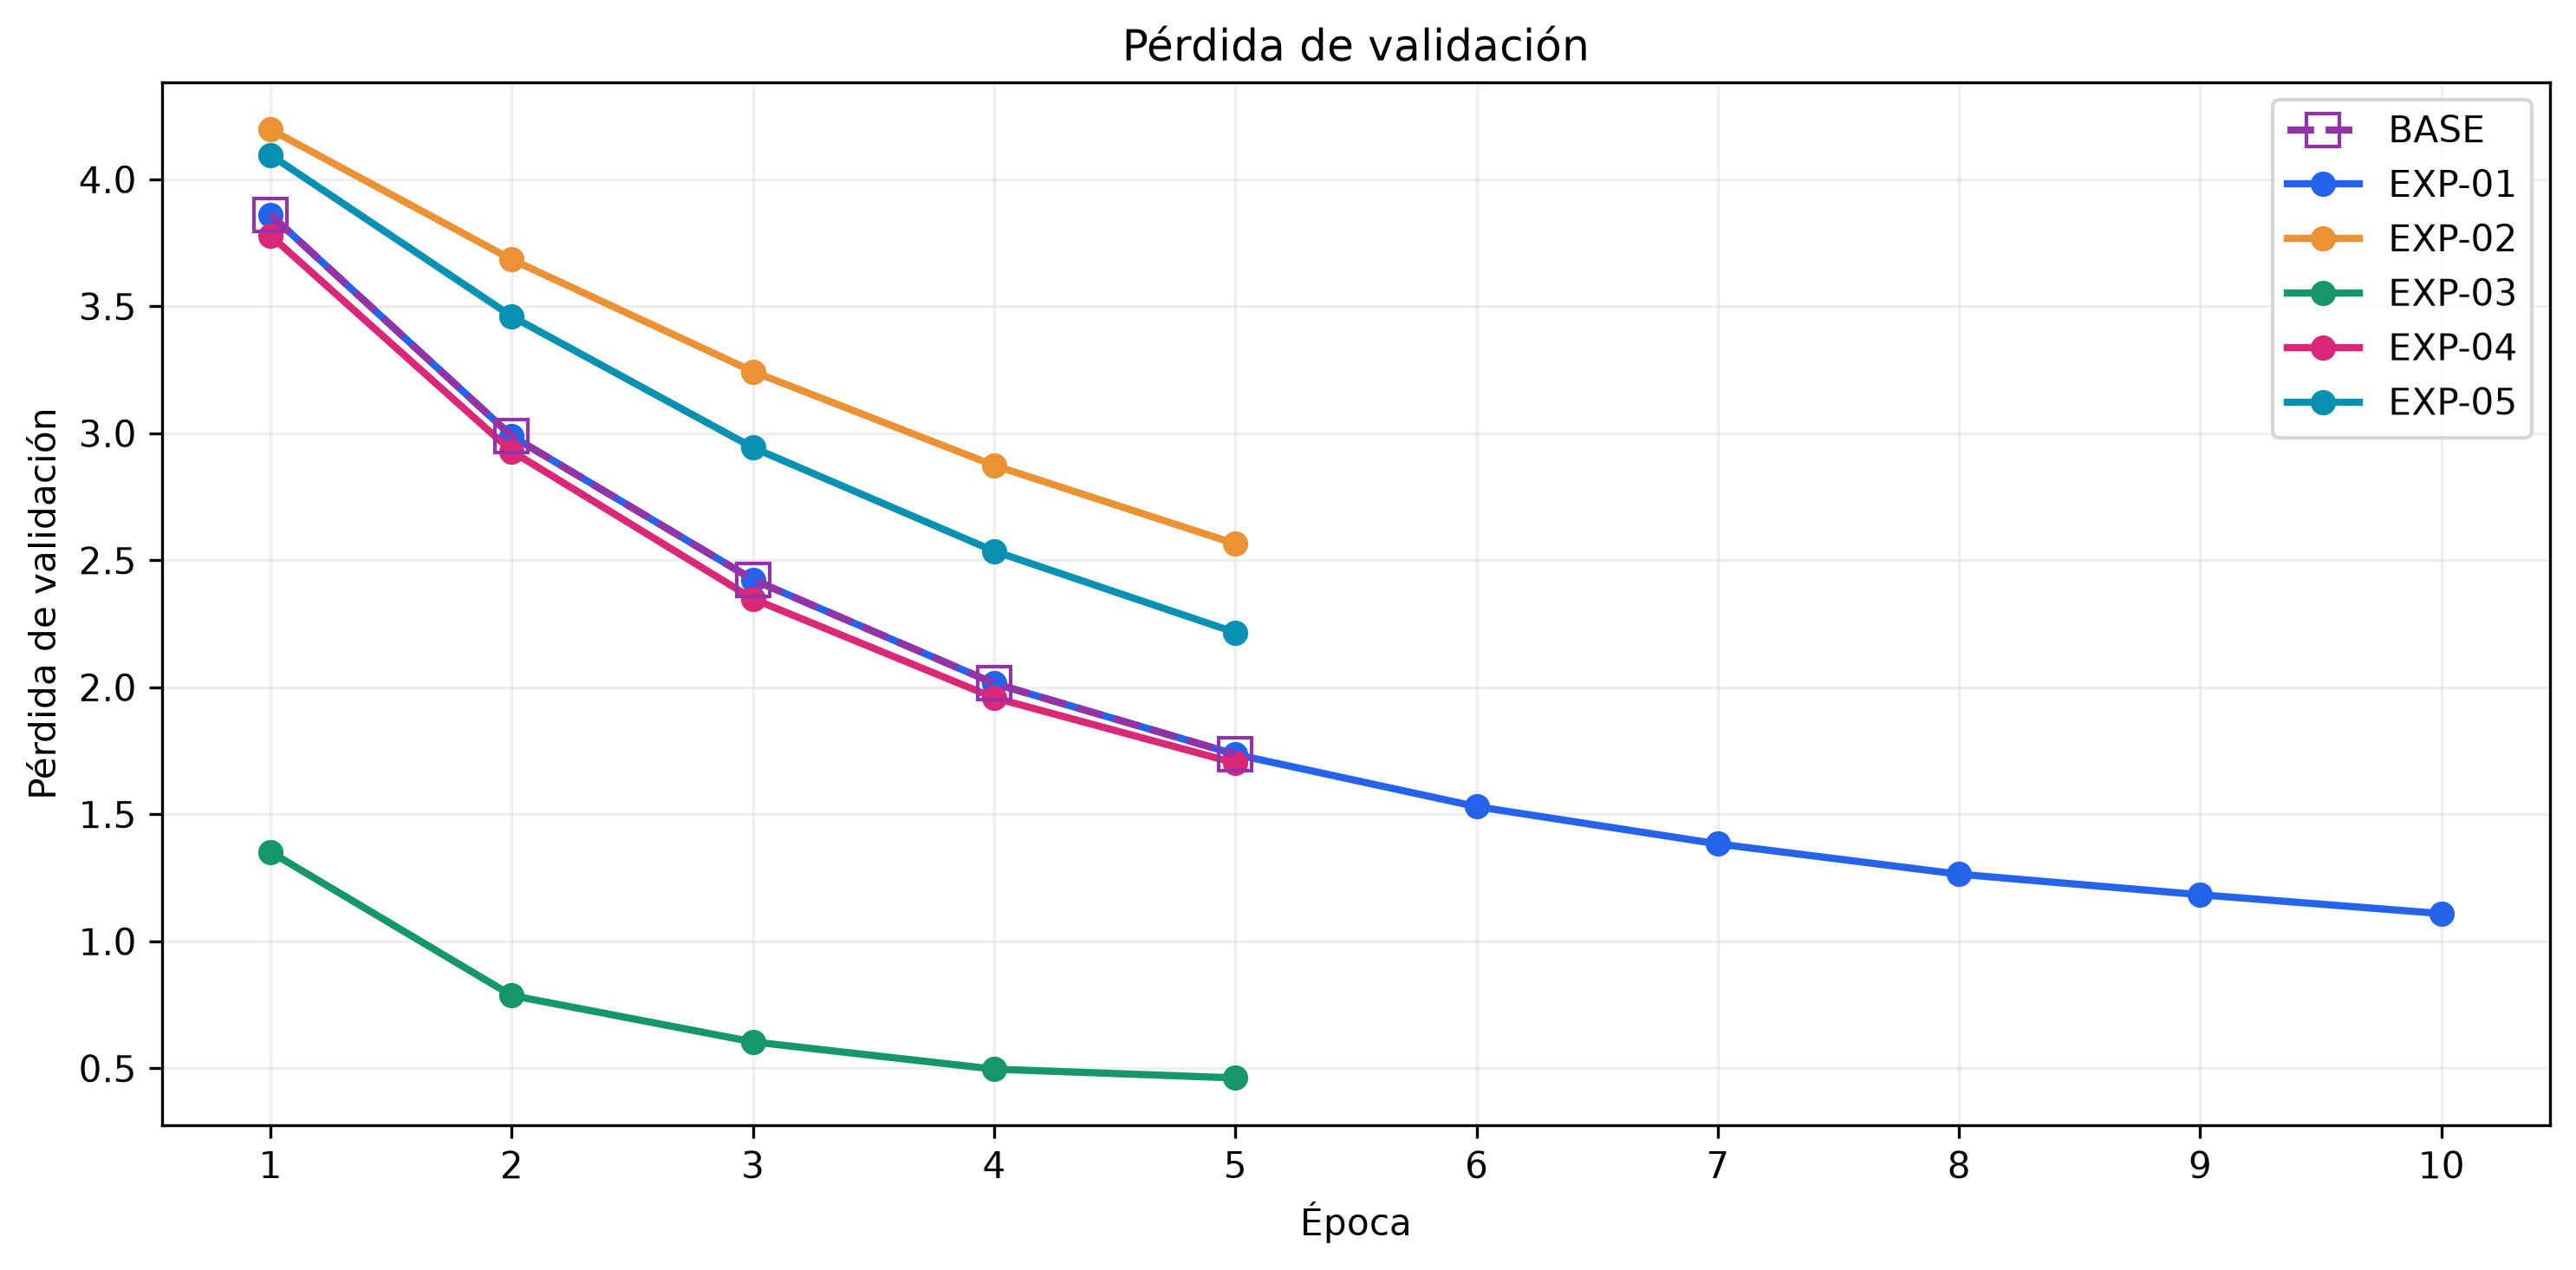 Pérdida de validación
Pérdida de validación
4.0
3.5
3.0
2.5
2.0
1.5
1.0
0.5
BASE
EXP-01
EXP-02
EXP-03
EXP-04
EXP-05
1 2 3 4 5 6 7 8 9 10
Época